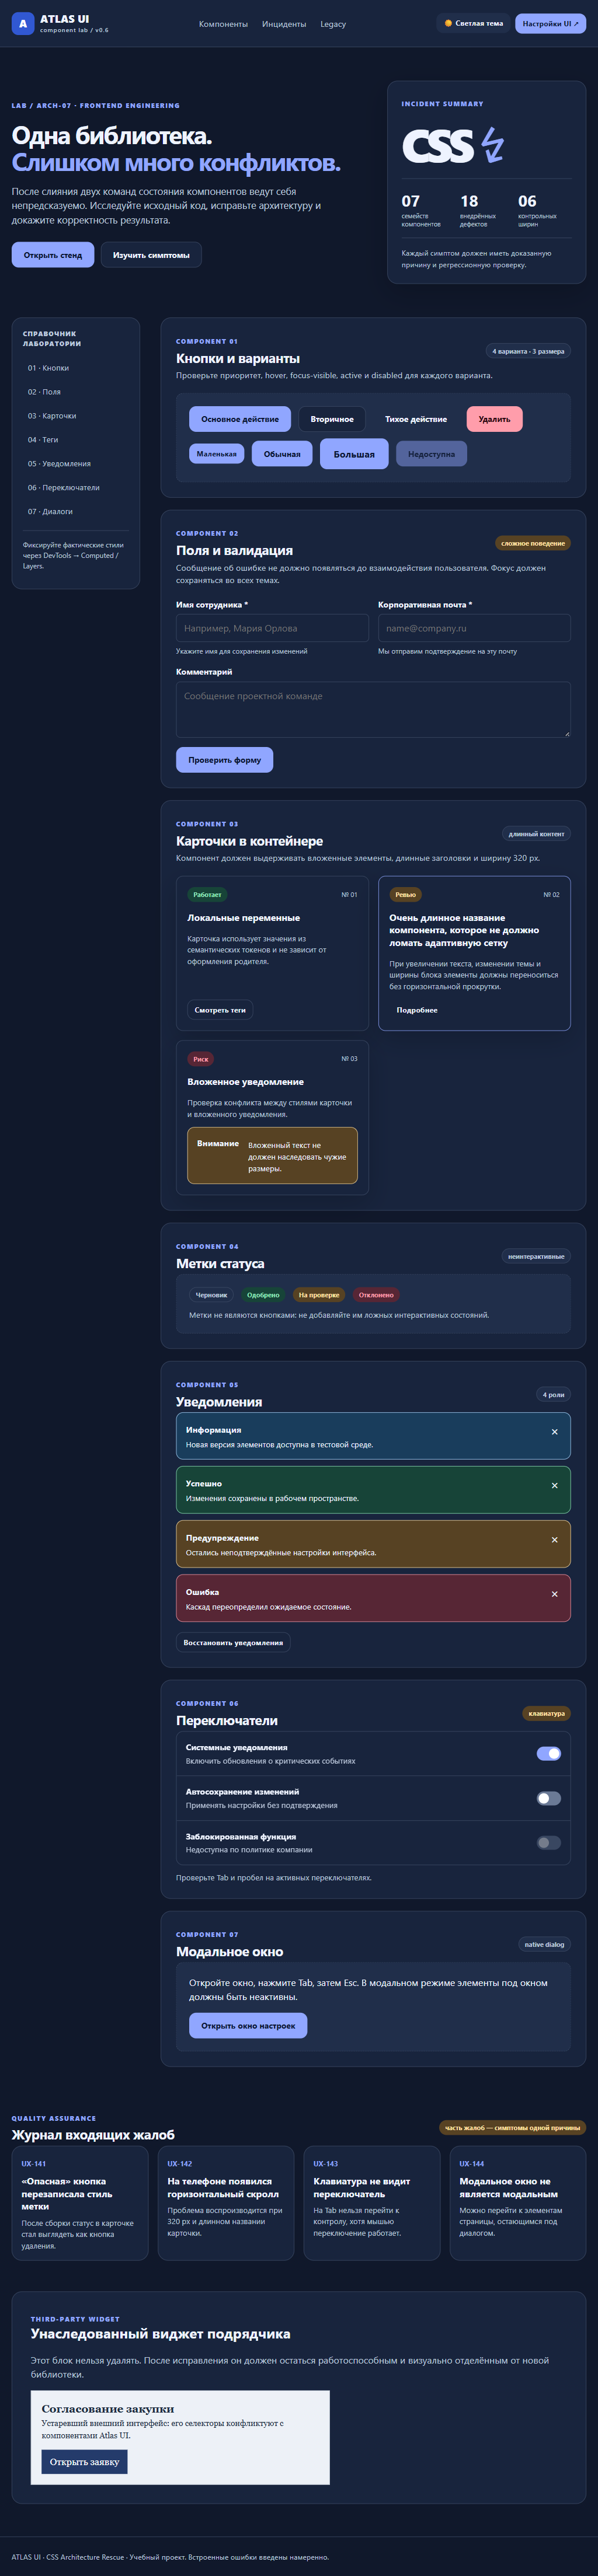 A
ATLAS UI
component lab / v0.6
Компоненты
Инциденты
Legacy
Светлая тема
Настройки UI ↗
LAB / ARCH-07 · FRONTEND ENGINEERING
Одна библиотека.
Слишком много конфликтов.
После слияния двух команд состояния компонентов ведут себя
непредсказуемо. Исследуйте исходный код, исправьте архитектуру и
докажите корректность результата.
Открыть стенд
Изучить симптомы
INCIDENT SUMMARY
CSS
07
семейств
компонентов
18
внедрённых
дефектов
06
контрольных
ширин
Каждый симптом должен иметь доказанную
причину и регрессионную проверку.
СПРАВОЧНИК
ЛАБОРАТОРИИ
01 · Кнопки
02 · Поля
03 · Карточки
04 · Теги
05 · Уведомления
06 · Переключатели
07 · Диалоги
Фиксируйте фактические стили
через DevTools → Computed /
Layers.
COMPONENT 01
Кнопки и варианты
4 варианта · 3 размера
Проверьте приоритет, hover, focus-visible, active и disabled для каждого варианта.
Основное действие
Вторичное
Тихое действие
Удалить
Маленькая
Обычная
Большая
Недоступна
COMPONENT 02
Поля и валидация
сложное поведение
Сообщение об ошибке не должно появляться до взаимодействия пользователя. Фокус должен
сохраняться во всех темах.
Имя сотрудника *
Корпоративная почта *
Например, Мария Орлова
name@company.ru
Укажите имя для сохранения изменений
Мы отправим подтверждение на эту почту
Комментарий
Сообщение проектной команде
Проверить форму
COMPONENT 03
Карточки в контейнере
длинный контент
Компонент должен выдерживать вложенные элементы, длинные заголовки и ширину 320 px.
Работает
№ 01
Локальные переменные
Карточка использует значения из
семантических токенов и не зависит от
оформления родителя.
Смотреть теги
Ревью
№ 02
Очень длинное название
компонента, которое не должно
ломать адаптивную сетку
При увеличении текста, изменении темы и
ширины блока элементы должны переноситься
без горизонтальной прокрутки.
Подробнее
Риск
№ 03
Вложенное уведомление
Проверка конфликта между стилями карточки
и вложенного уведомления.
Внимание
Вложенный текст не
должен наследовать чужие
размеры.
COMPONENT 04
Метки статуса
неинтерактивные
Черновик
Одобрено
На проверке
Отклонено
Метки не являются кнопками: не добавляйте им ложных интерактивных состояний.
COMPONENT 05
Уведомления
4 роли
Информация
Новая версия элементов доступна в тестовой среде.
×
Успешно
Изменения сохранены в рабочем пространстве.
×
Предупреждение
Остались неподтверждённые настройки интерфейса.
×
Ошибка
Каскад переопределил ожидаемое состояние.
×
Восстановить уведомления
COMPONENT 06
Переключатели
клавиатура
Системные уведомления
Включить обновления о критических событиях
Автосохранение изменений
Применять настройки без подтверждения
Заблокированная функция
Недоступна по политике компании
Проверьте Tab и пробел на активных переключателях.
COMPONENT 07
Модальное окно
native dialog
Откройте окно, нажмите Tab, затем Esc. В модальном режиме элементы под окном
должны быть неактивны.
Открыть окно настроек
QUALITY ASSURANCE
Журнал входящих жалоб
часть жалоб — симптомы одной причины
UX-141
«Опасная» кнопка
перезаписала стиль
метки
После сборки статус в карточке
стал выглядеть как кнопка
удаления.
UX-142
На телефоне появился
горизонтальный скролл
Проблема воспроизводится при
320 px и длинном названии
карточки.
UX-143
Клавиатура не видит
переключатель
На Tab нельзя перейти к
контролу, хотя мышью
переключение работает.
UX-144
Модальное окно не
является модальным
Можно перейти к элементам
страницы, остающимся под
диалогом.
THIRD-PARTY WIDGET
Унаследованный виджет подрядчика
Этот блок нельзя удалять. После исправления он должен остаться работоспособным и визуально отделённым от новой
библиотеки.
Согласование закупки
Устаревший внешний интерфейс: его селекторы конфликтуют с
компонентами Atlas UI.
Открыть заявку
ATLAS UI · CSS Architecture Rescue · Учебный проект. Встроенные ошибки введены намеренно.